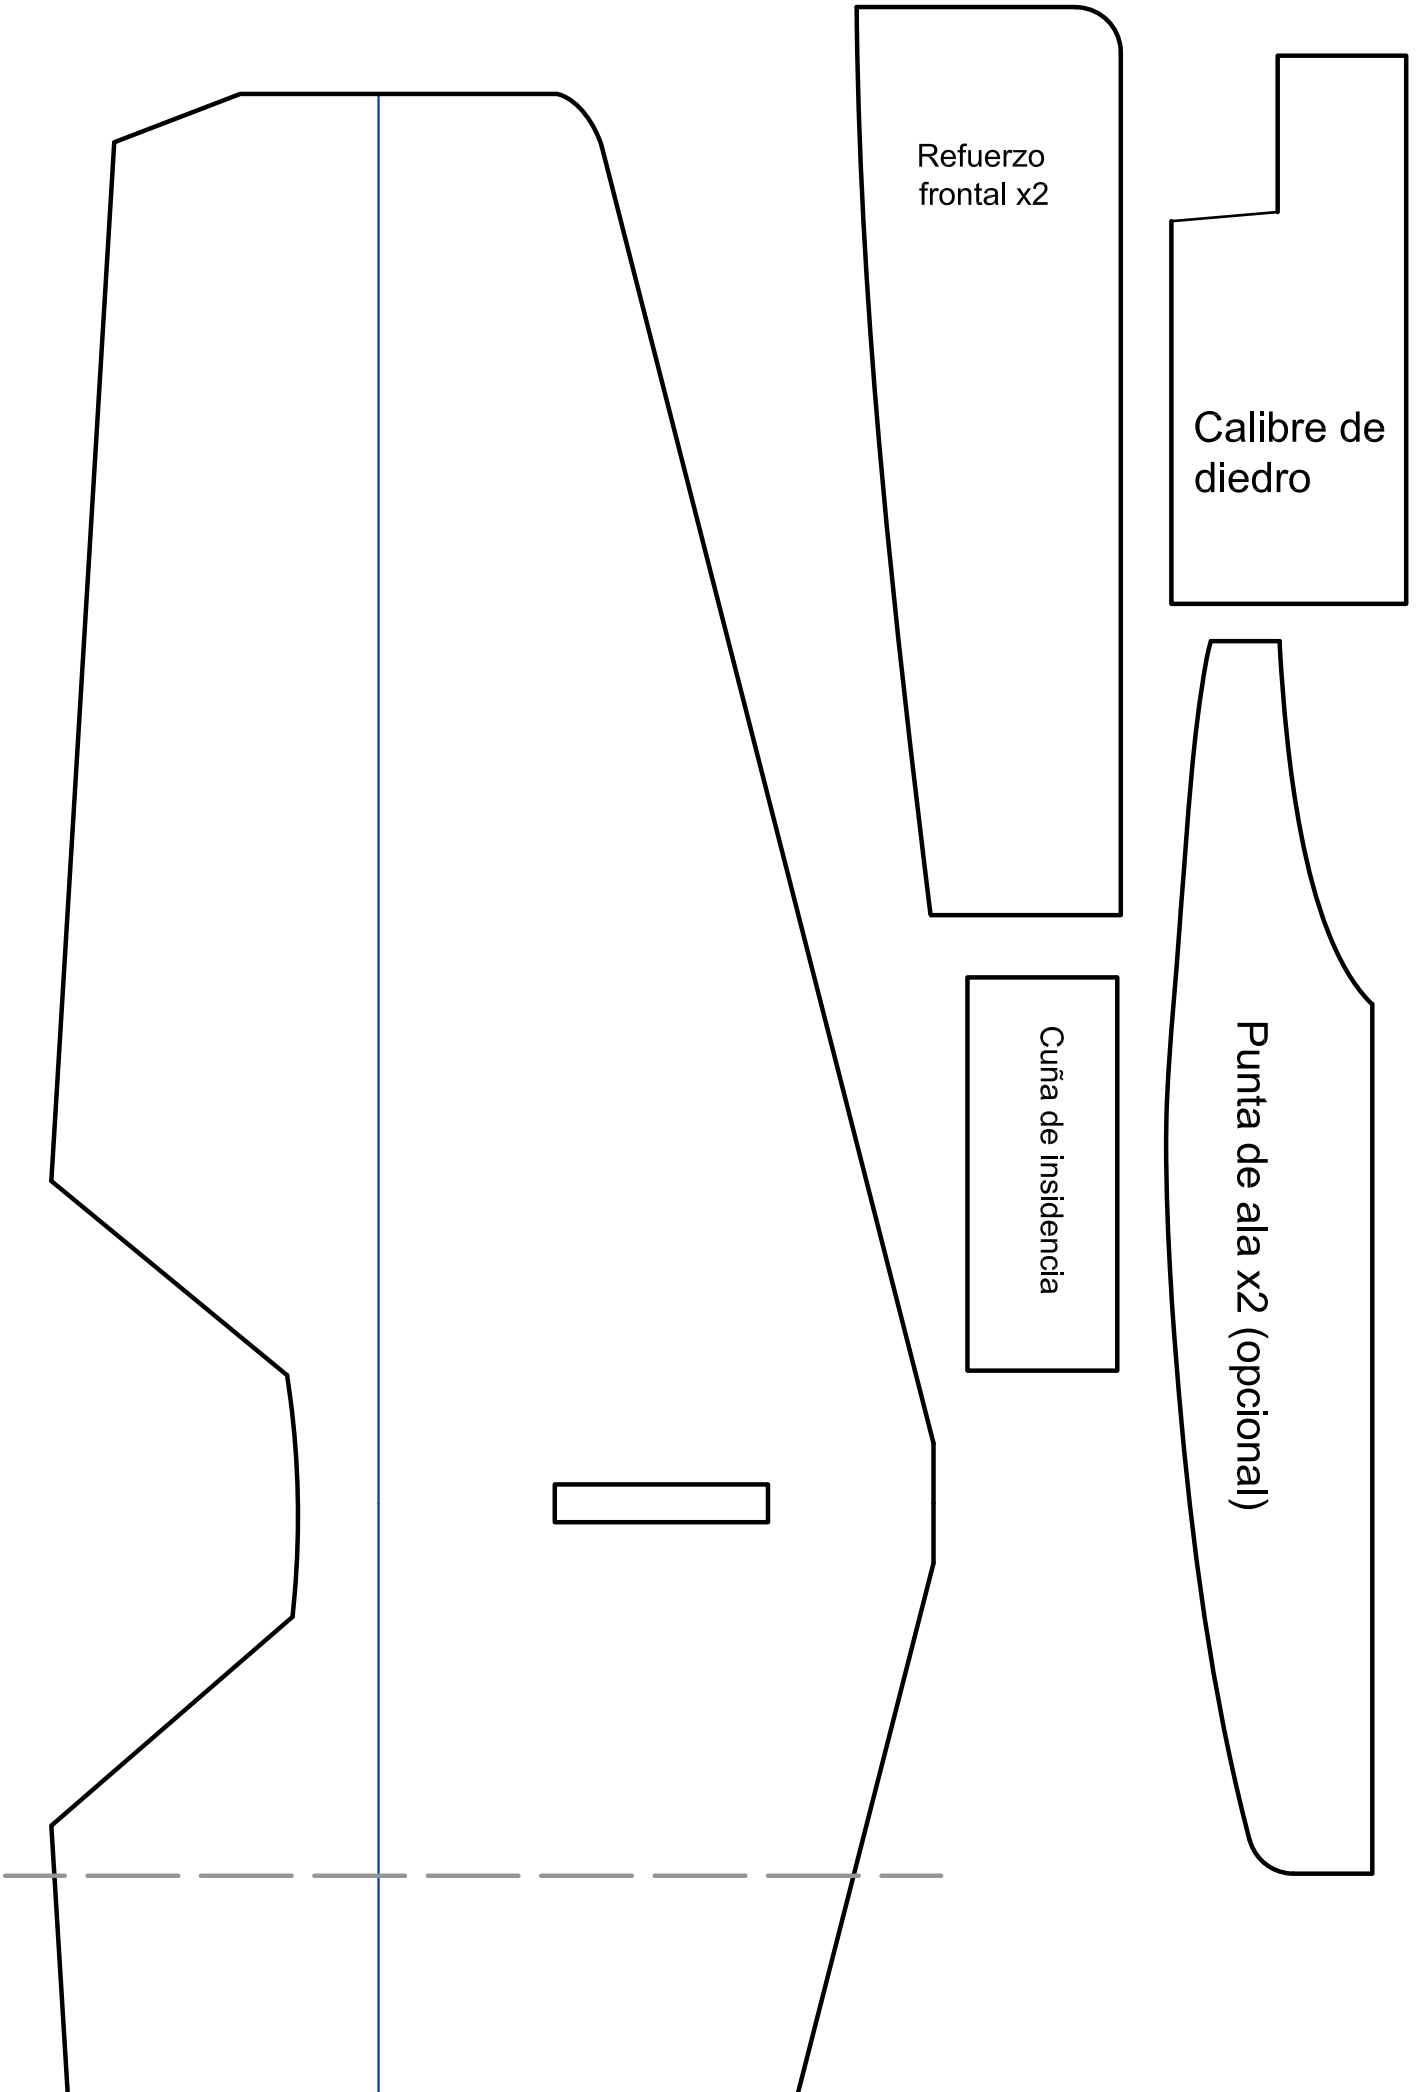 Refuerzo
frontal x2
Calibre de
diedro
Cuña de insidencia
Punta de ala x2 (opcional)